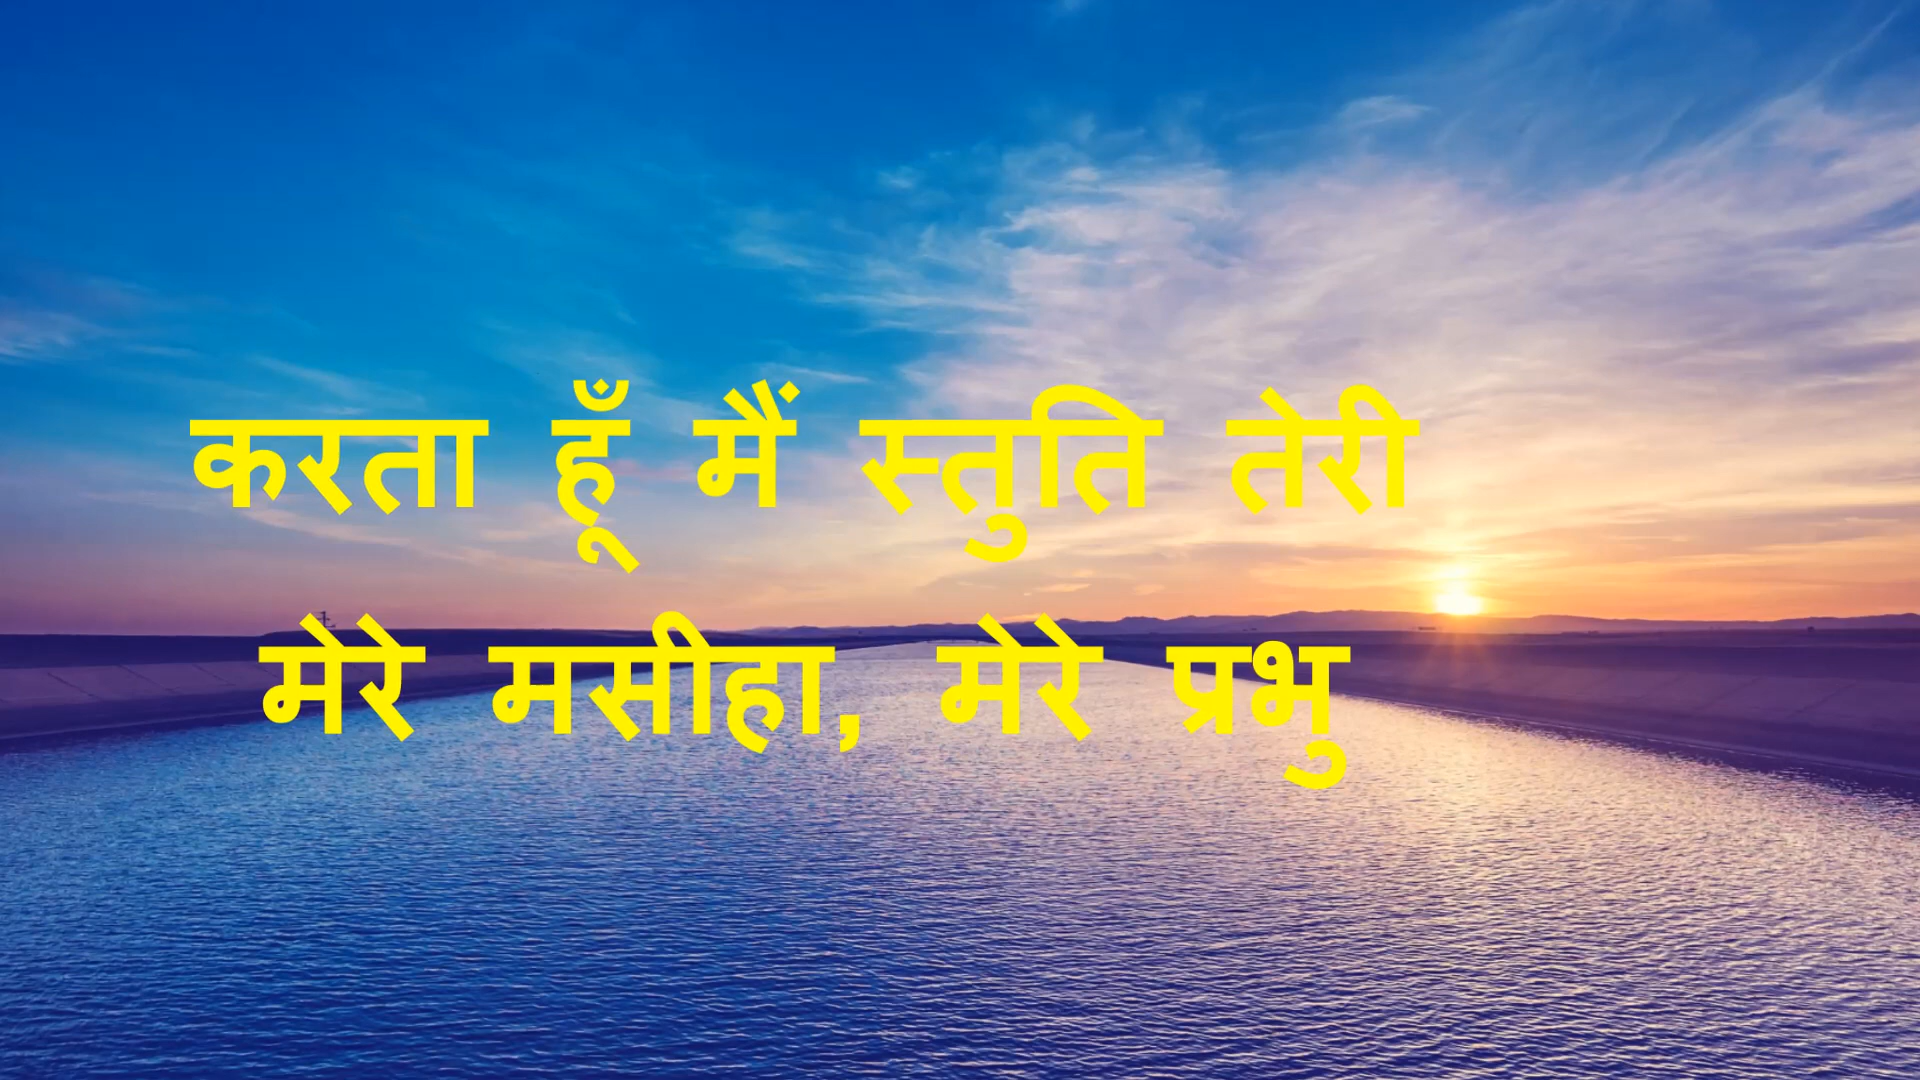 करता हूँ मैं स्तुति तेरी
मेरे मसीहा, मेरे प्रभु